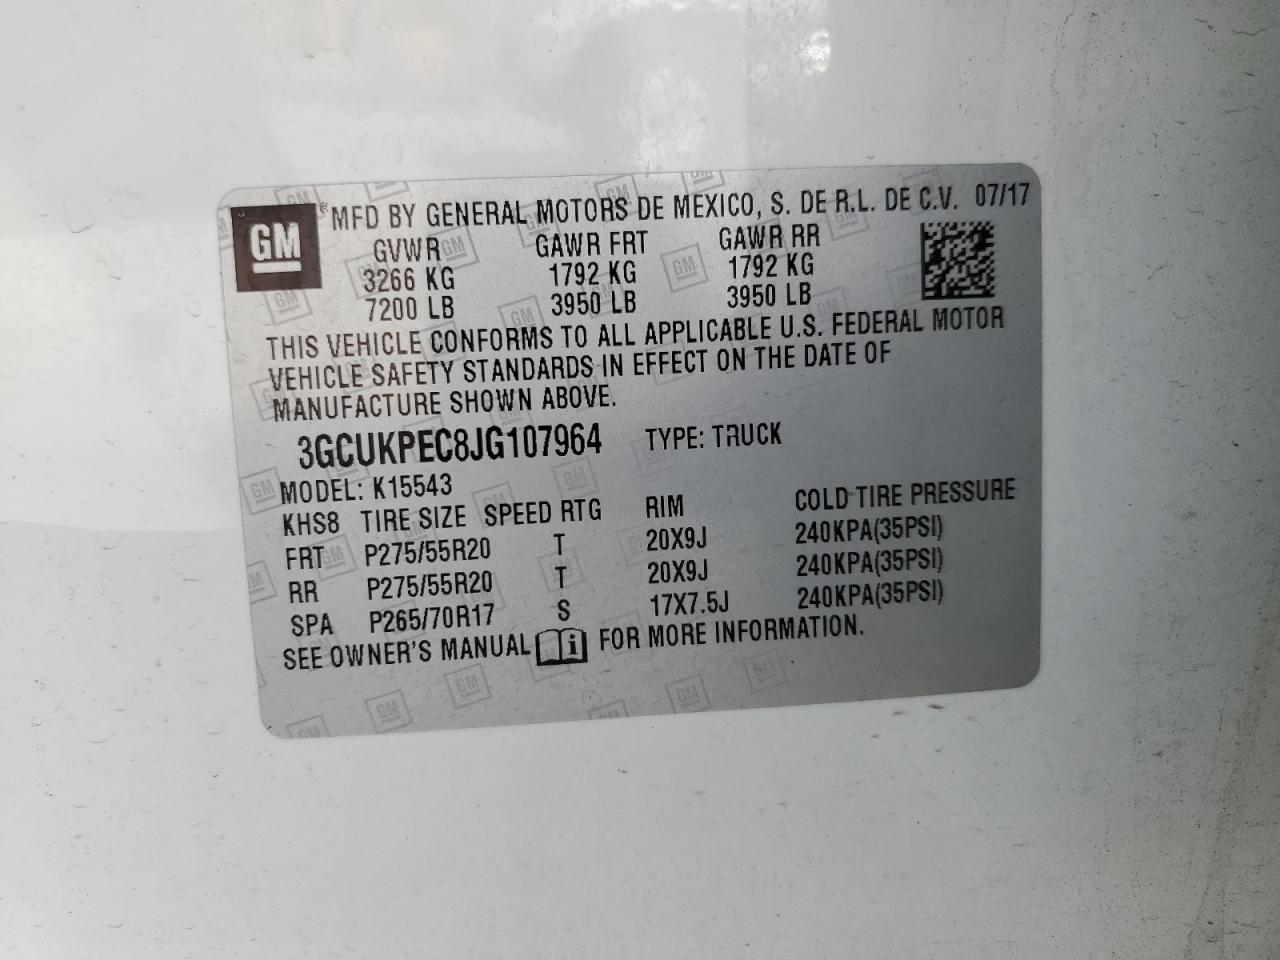 GM ® MFD BY GENERAL MOTORS DE MEXICO, S. DE R.L. DE C.V. 07/17
GVWR GAWR FRT GAWR RR
3266 KG 1792 KG 1792 KG
7200 LB 3950 LB 3950 LB
THIS VEHICLE CONFORMS TO ALL APPLICABLE U.S. FEDERAL MOTOR
VEHICLE SAFETY STANDARDS IN EFFECT ON THE DATE OF
MANUFACTURE SHOWN ABOVE.
3GCUKPEC8JG107964 TYPE: TRUCK
MODEL: K15543
KHS8 TIRE SIZE SPEED RTG RIM COLD TIRE PRESSURE
FRT P275/55R20 T 20X9J 240KPA(35PSI)
RR P275/55R20 T 20X9J 240KPA(35PSI)
SPA P265/70R17 S 17X7.5J 240KPA(35PSI)
SEE OWNER'S MANUAL i FOR MORE INFORMATION.